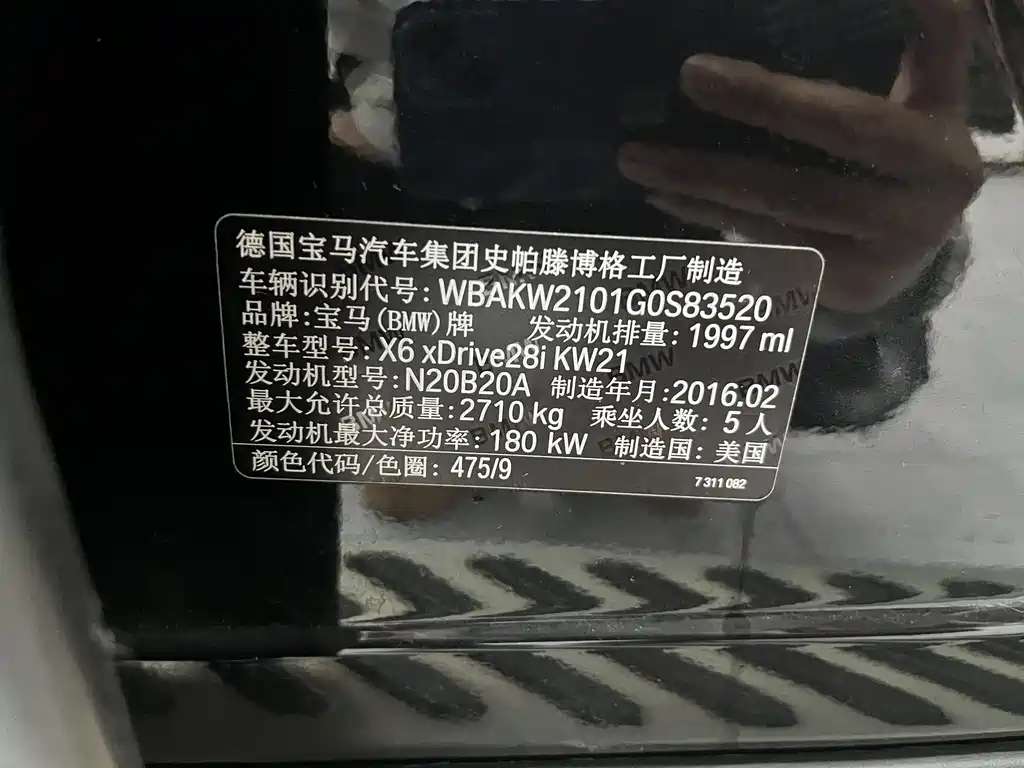 德国宝马汽车集团史帕滕博格工厂制造
车辆识别代号: WBAKW2101G0S83520
品牌: 宝马(BMW)牌 发动机排量: 1997 ml
整车型号: X6 xDrive28i KW21
发动机型号: N20B20A 制造年月: 2016.02
最大允许总质量: 2710 kg 乘坐人数: 5 人
发动机最大净功率: 180 kW 制造国: 美国
颜色代码/色圈: 475/9 7 311 082